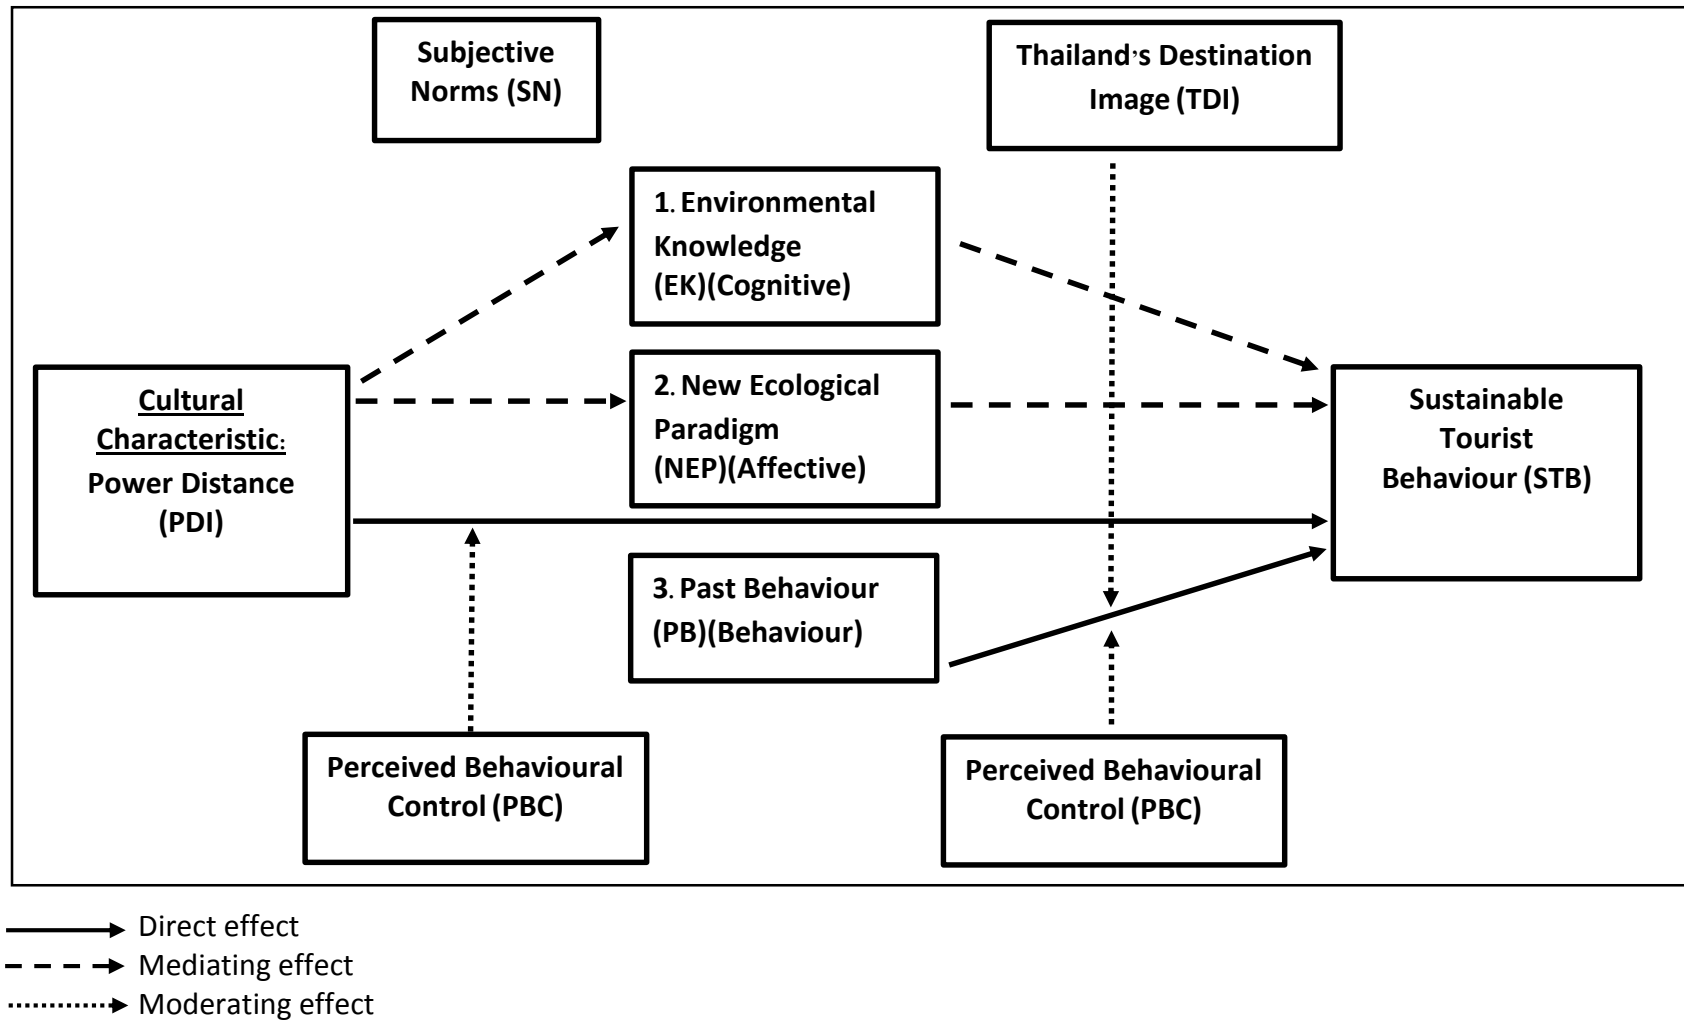 Subjective
Norms (SN)
Thailand's Destination
Image (TDI)
1. Environmental
Knowledge
(EK)(Cognitive)
Cultural
Characteristic:
Power Distance
(PDI)
2. New Ecological
Paradigm
(NEP)(Affective)
Sustainable
Tourist
Behaviour (STB)
3. Past Behaviour
(PB)(Behaviour)
Perceived Behavioural
Control (PBC)
Perceived Behavioural
Control (PBC)
Direct effect
Mediating effect
Moderating effect